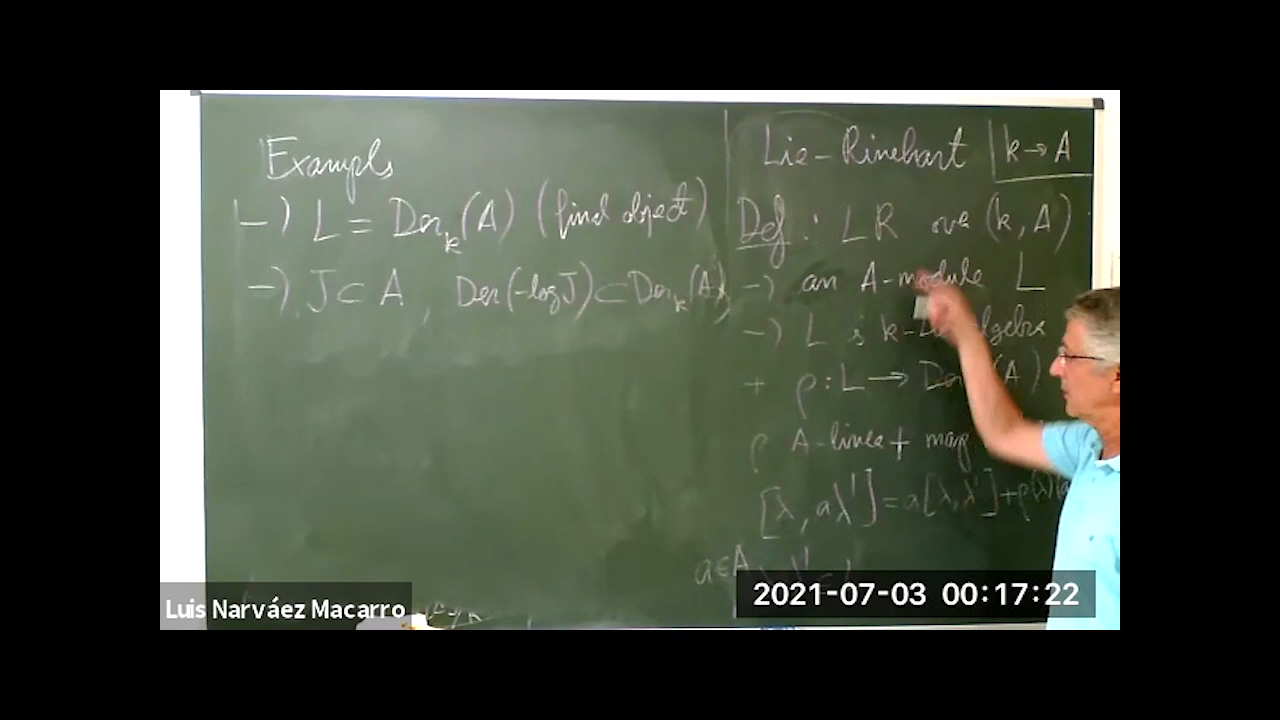 Exampls
-) L = Der_k(A) (final object)
-) J ⊂ A, Der(-log J) ⊂ Der_k(A)
Lie-Rinehart | k → A
Def: LR over (k, A)
-) an A-module L
-) L is k-Lie algebra
+ ρ: L → Der (A)
ρ A-linear + map
[λ, aλ'] = a[λ, λ'] + ρ(λ)(a
a ∈ A
Luis Narváez Macarro
2021-07-03 00:17:22